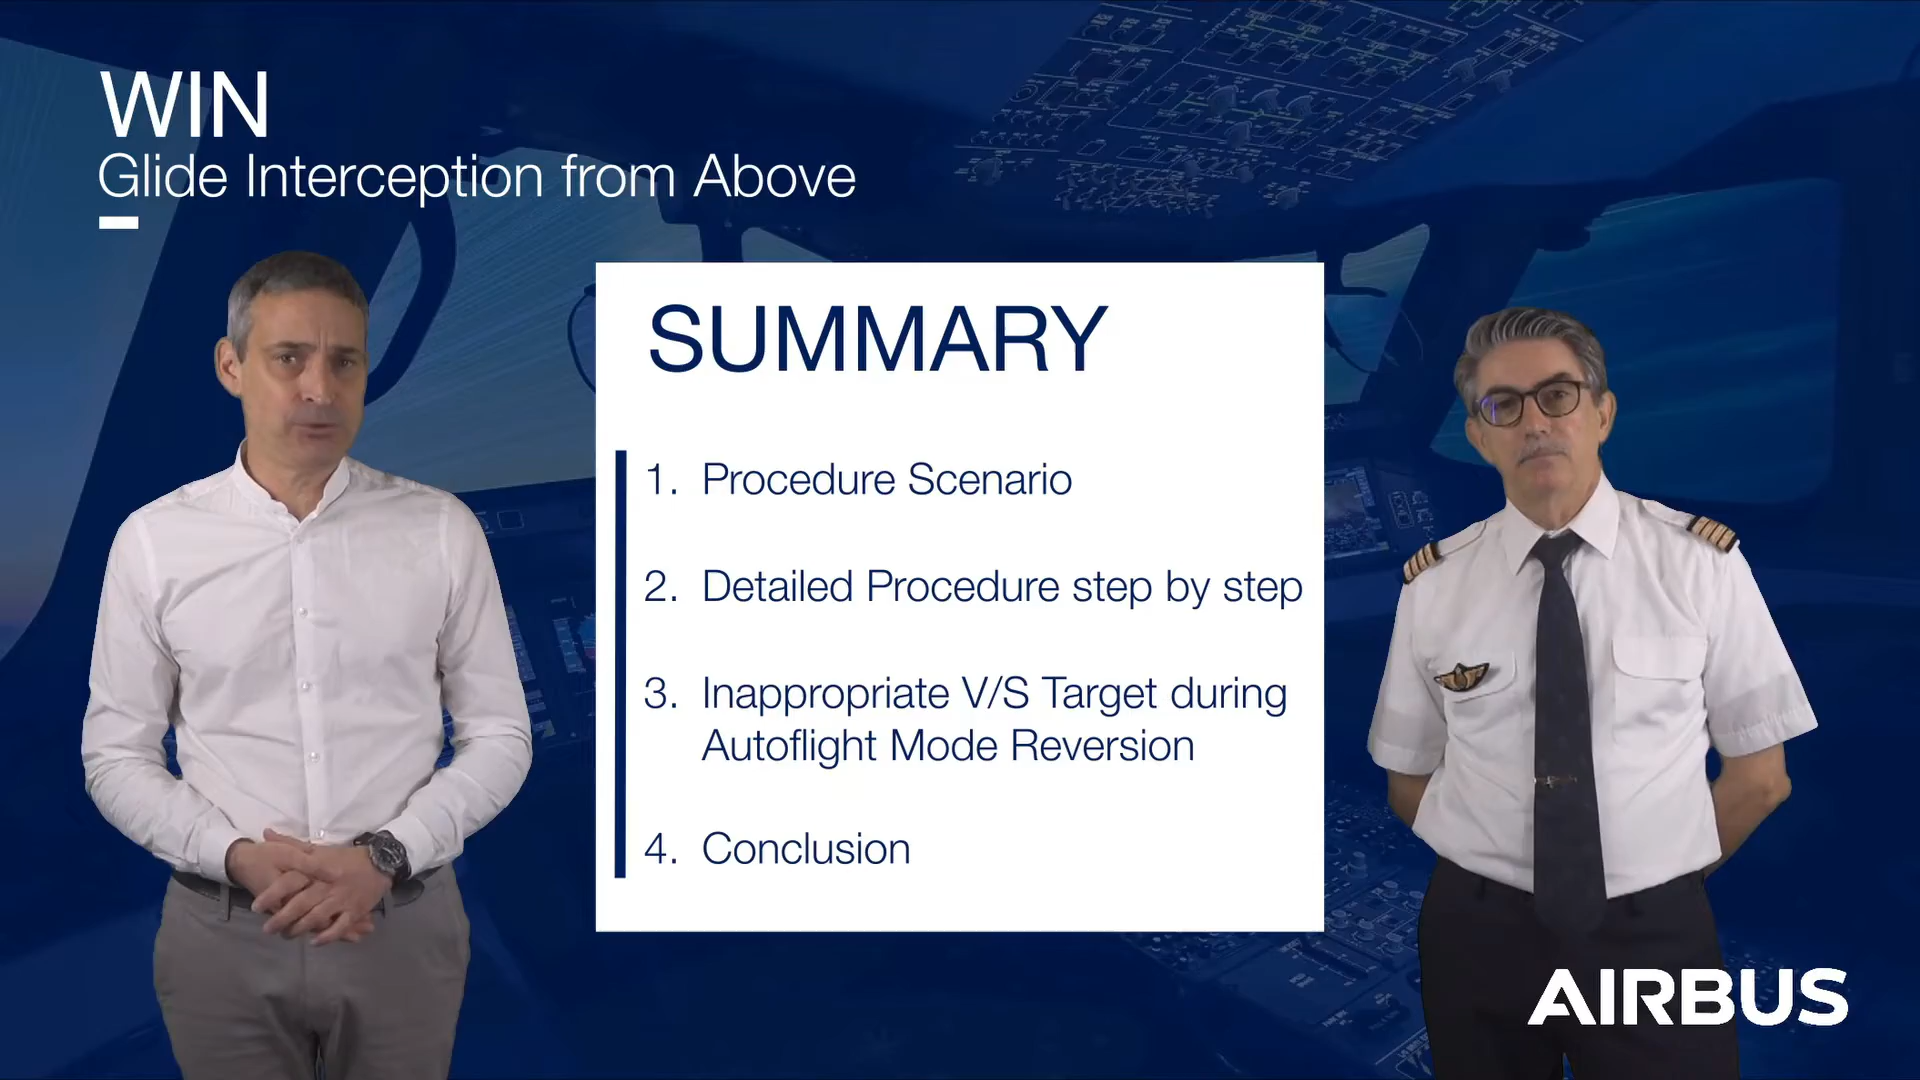 WIN
Glide Interception from Above
SUMMARY
1. Procedure Scenario
2. Detailed Procedure step by step
3. Inappropriate V/S Target during
Autoflight Mode Reversion
4. Conclusion
AIRBUS